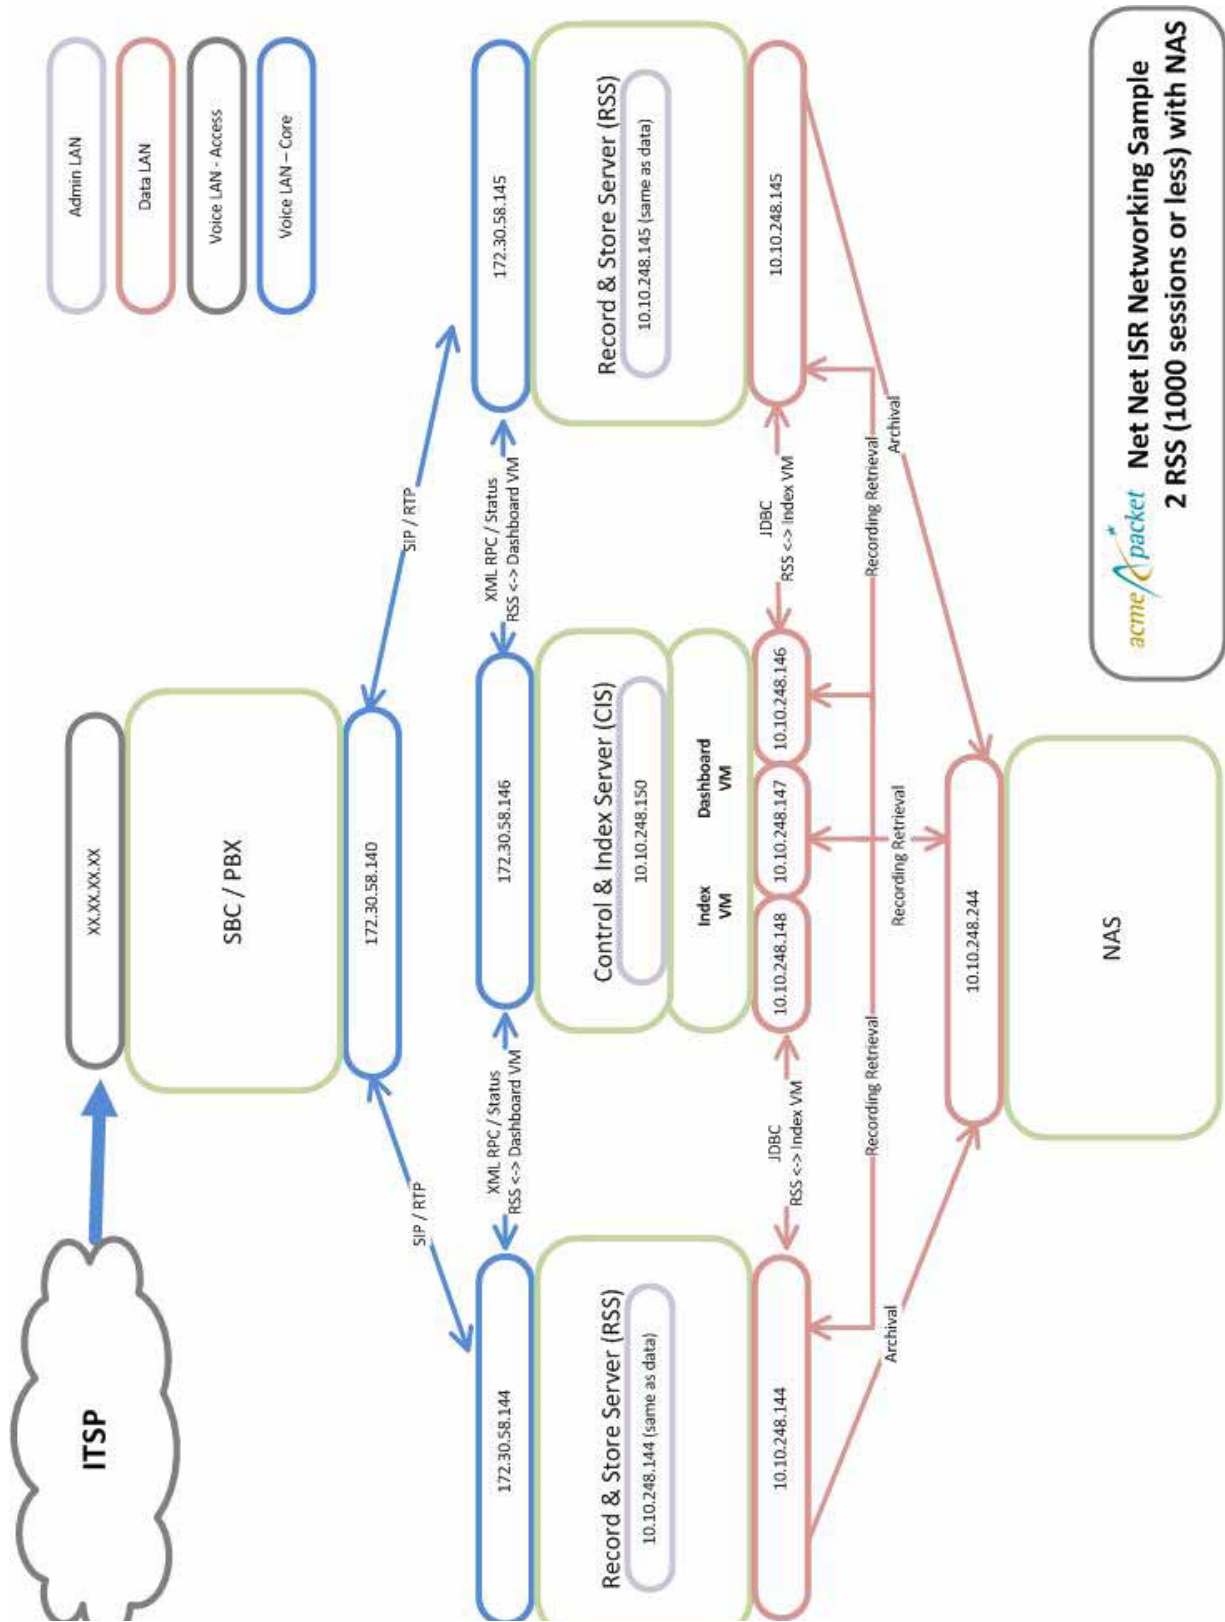 ITSP
XX.XX.XX.XX
SBC / PBX
172.30.58.140
Admin LAN
Data LAN
Voice LAN - Access
Voice LAN – Core
SIP / RTP
SIP / RTP
172.30.58.144
XML RPC / Status
RSS <-> Dashboard VM
172.30.58.146
XML RPC / Status
RSS <-> Dashboard VM
172.30.58.145
Record & Store Server (RSS)
10.10.248.144 (same as data)
Control & Index Server (CIS)
10.10.248.150
Index
VM
Dashboard
VM
Record & Store Server (RSS)
10.10.248.145 (same as data)
10.10.248.144
JDBC
RSS <-> Index VM
10.10.248.148
10.10.248.147
10.10.248.146
JDBC
RSS <-> Index VM
10.10.248.145
Recording Retrieval
Recording Retrieval
Archival
Recording Retrieval
Archival
10.10.248.244
NAS
acme packet
Net Net ISR Networking Sample
2 RSS (1000 sessions or less) with NAS